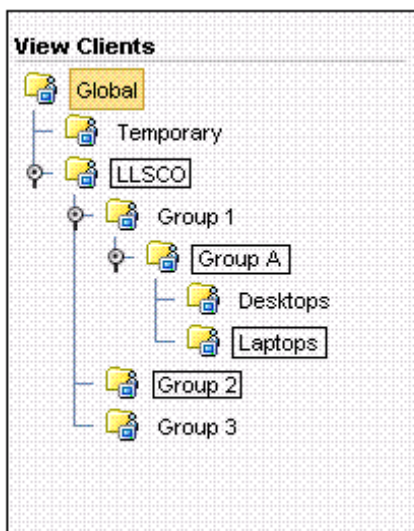 View Clients
Global
Temporary
LLSCO
Group 1
Group A
Desktops
Laptops
Group 2
Group 3